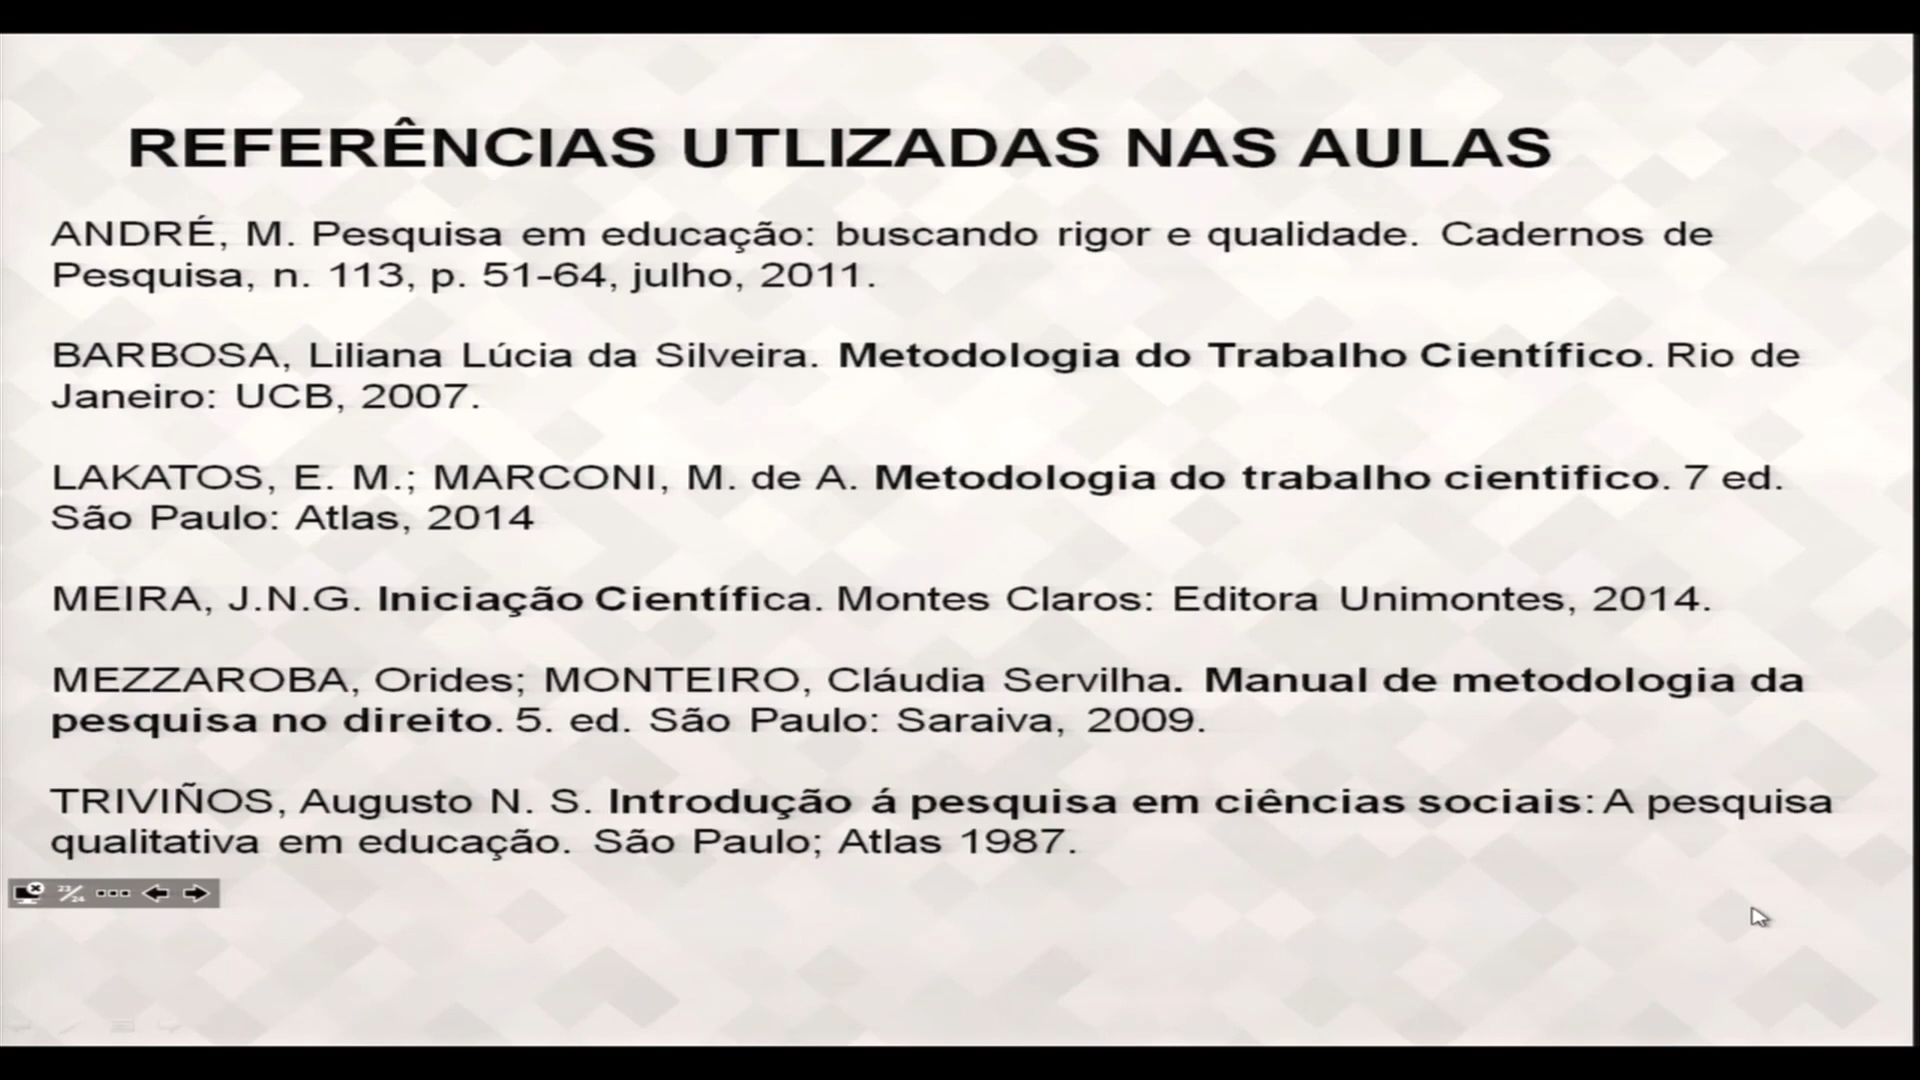 REFERÊNCIAS UTLIZADAS NAS AULAS
ANDRÉ, M. Pesquisa em educação: buscando rigor e qualidade. Cadernos de
Pesquisa, n. 113, p. 51-64, julho, 2011.
BARBOSA, Liliana Lúcia da Silveira. Metodologia do Trabalho Científico. Rio de
Janeiro: UCB, 2007.
LAKATOS, E. M.; MARCONI, M. de A. Metodologia do trabalho cientifico. 7 ed.
São Paulo: Atlas, 2014
MEIRA, J.N.G. Iniciação Científica. Montes Claros: Editora Unimontes, 2014.
MEZZAROBA, Orides; MONTEIRO, Cláudia Servilha. Manual de metodologia da
pesquisa no direito. 5. ed. São Paulo: Saraiva, 2009.
TRIVIÑOS, Augusto N. S. Introdução á pesquisa em ciências sociais: A pesquisa
qualitativa em educação. São Paulo; Atlas 1987.
23/24